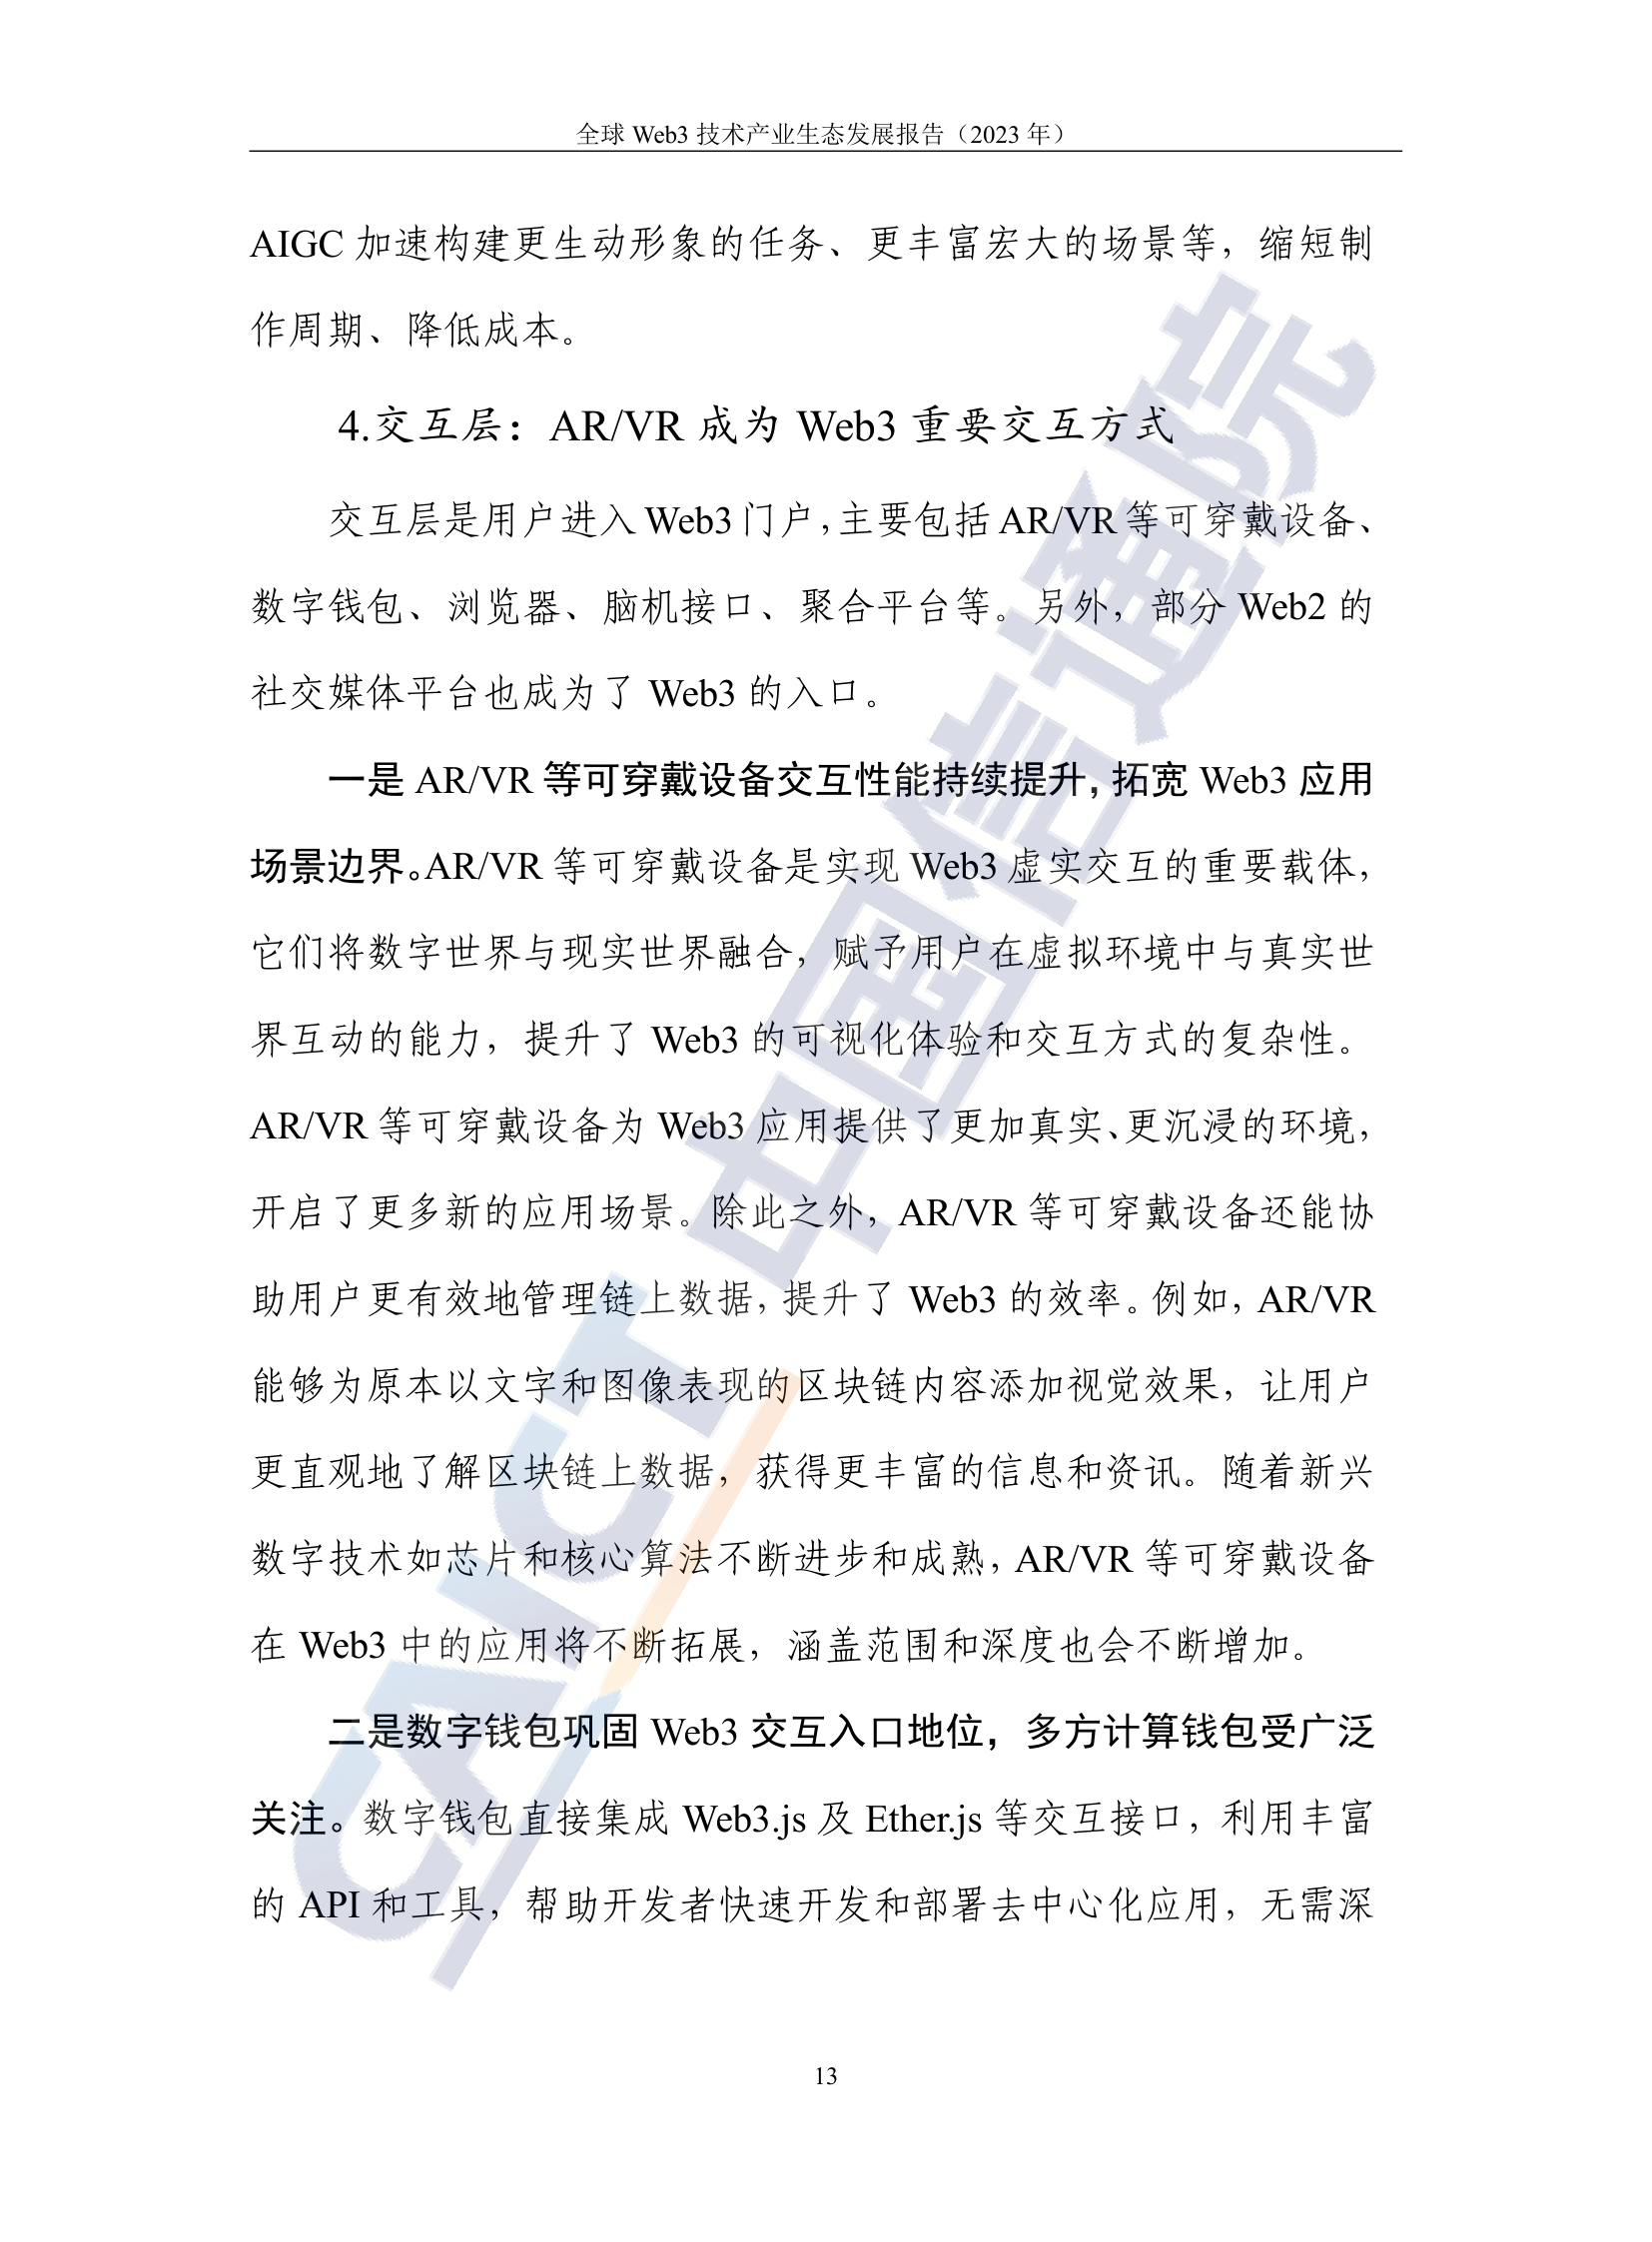 全球 Web3 技术产业生态发展报告（2023 年）
AIGC 加速构建更生动形象的任务、更丰富宏大的场景等，缩短制
作周期、降低成本。
4.交互层：AR/VR 成为 Web3 重要交互方式
交互层是用户进入 Web3 门户，主要包括 AR/VR 等可穿戴设备、
数字钱包、浏览器、脑机接口、聚合平台等。另外，部分 Web2 的
社交媒体平台也成为了 Web3 的入口。
一是 AR/VR 等可穿戴设备交互性能持续提升，拓宽 Web3 应用
场景边界。AR/VR 等可穿戴设备是实现 Web3 虚实交互的重要载体，
它们将数字世界与现实世界融合，赋予用户在虚拟环境中与真实世
界互动的能力，提升了 Web3 的可视化体验和交互方式的复杂性。
AR/VR 等可穿戴设备为 Web3 应用提供了更加真实、更沉浸的环境，
开启了更多新的应用场景。除此之外，AR/VR 等可穿戴设备还能协
助用户更有效地管理链上数据，提升了 Web3 的效率。例如，AR/VR
能够为原本以文字和图像表现的区块链内容添加视觉效果，让用户
更直观地了解区块链上数据，获得更丰富的信息和资讯。随着新兴
数字技术如芯片和核心算法不断进步和成熟，AR/VR 等可穿戴设备
在 Web3 中的应用将不断拓展，涵盖范围和深度也会不断增加。
二是数字钱包巩固 Web3 交互入口地位，多方计算钱包受广泛
关注。数字钱包直接集成 Web3.js 及 Ether.js 等交互接口，利用丰富
的 API 和工具，帮助开发者快速开发和部署去中心化应用，无需深
13
CAICT 中国信通院